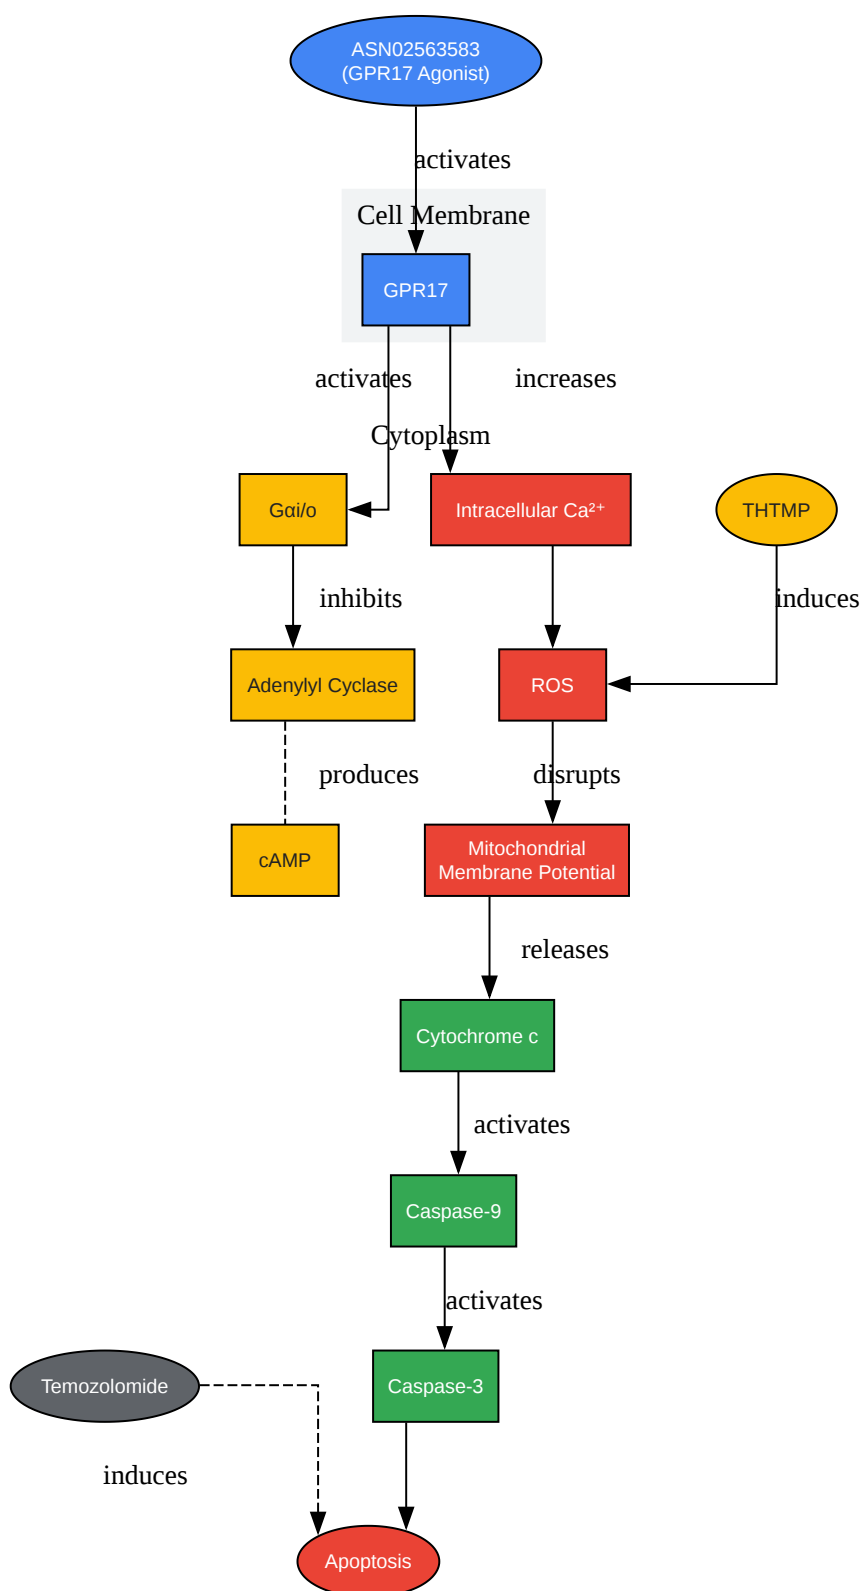 ASN02563583
(GPR17 Agonist)
activates
Cell Membrane
GPR17
activates
increases
Cytoplasm
Gαi/o
Intracellular Ca²⁺
THTMP
inhibits
induces
Adenylyl Cyclase
ROS
produces
disrupts
cAMP
Mitochondrial
Membrane Potential
releases
Cytochrome c
activates
Caspase-9
activates
Temozolomide
Caspase-3
induces
Apoptosis